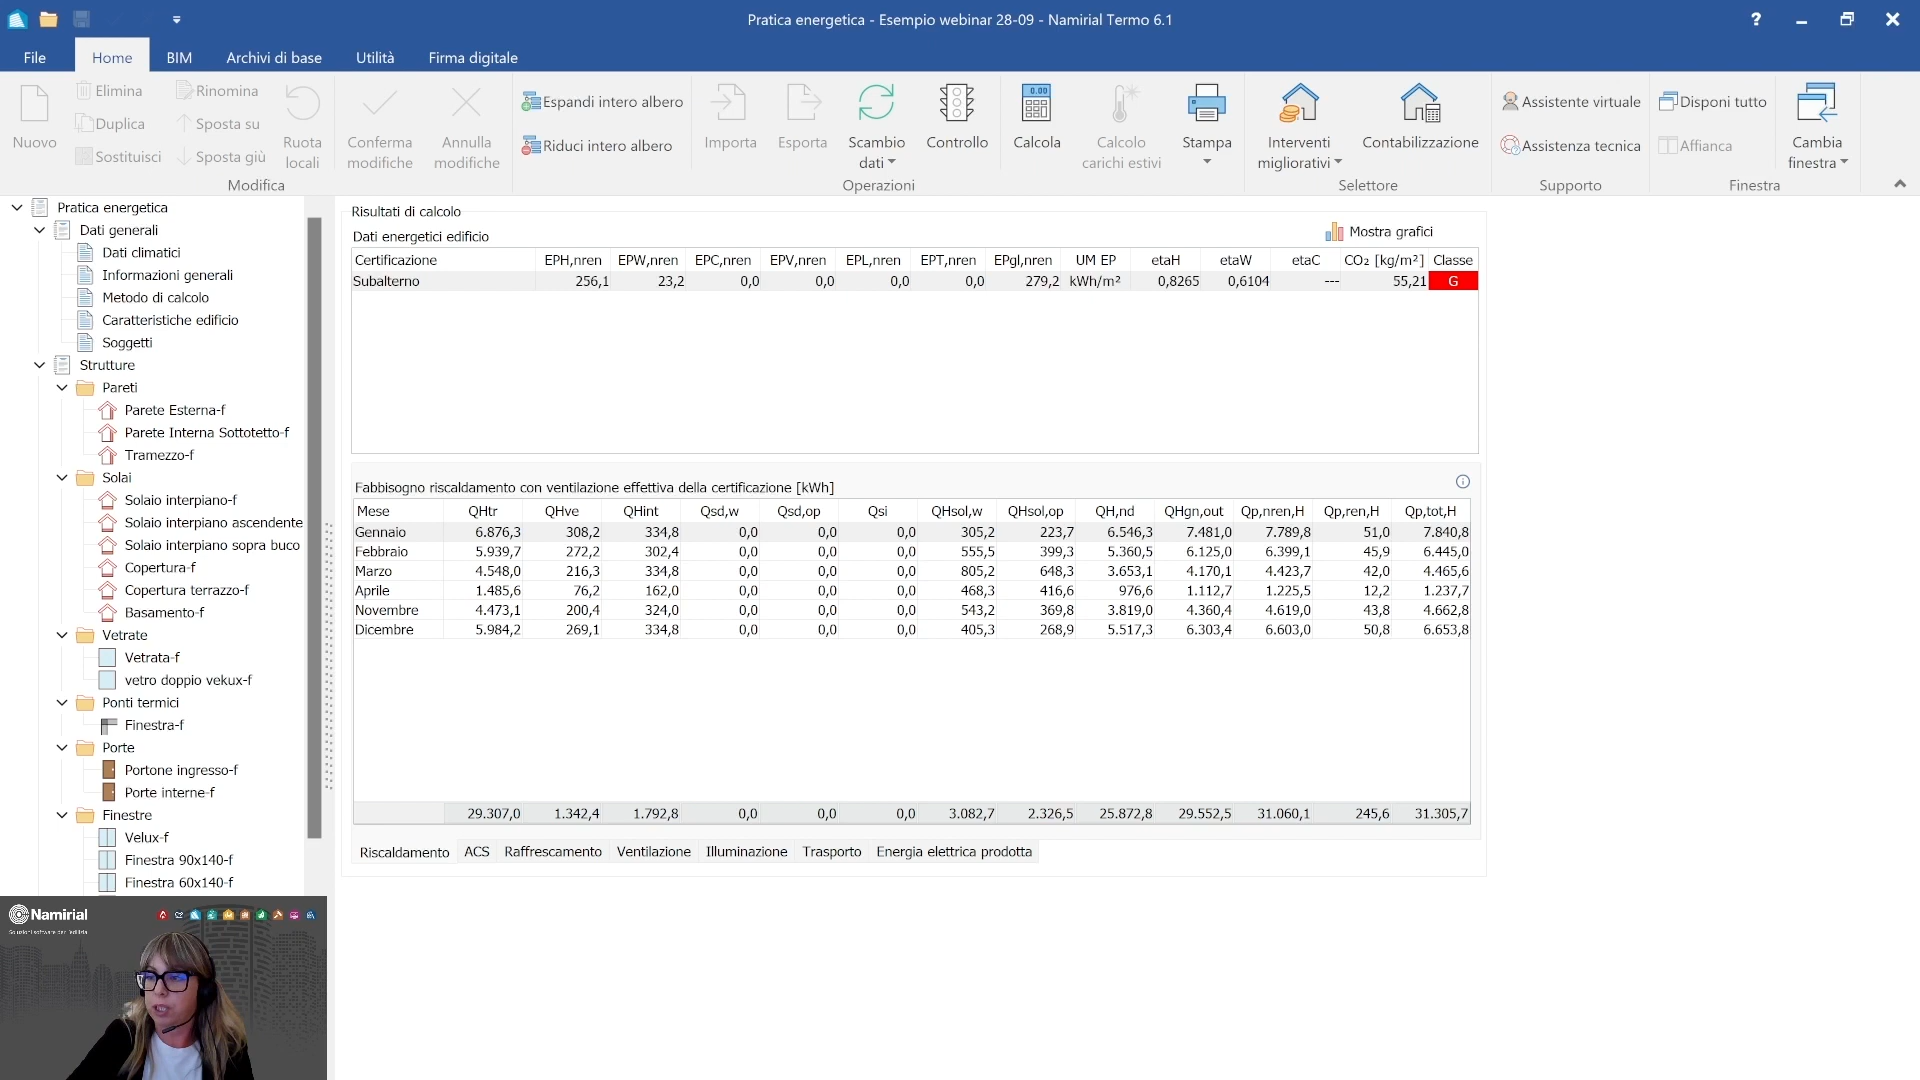 Pratica energetica - Esempio webinar 28-09 - Namirial Termo 6.1
?
File Home BIM Archivi di base Utilità Firma digitale
Nuovo
Elimina
Duplica
Sostituisci
Rinomina
Sposta su
Sposta giù
Ruota locali
Modifica
Conferma modifiche
Annulla modifiche
Espandi intero albero
Riduci intero albero
Importa
Esporta
Scambio dati
Controllo
0.00
Calcola
Calcolo carichi estivi
Stampa
Operazioni
Interventi migliorativi
Contabilizzazione
Selettore
Assistente virtuale
Assistenza tecnica
Supporto
Disponi tutto
Affianca
Cambia finestra
Finestra
Pratica energetica
Dati generali
Dati climatici
Informazioni generali
Metodo di calcolo
Caratteristiche edificio
Soggetti
Strutture
Pareti
Parete Esterna-f
Parete Interna Sottotetto-f
Tramezzo-f
Solai
Solaio interpiano-f
Solaio interpiano ascendente
Solaio interpiano sopra buco
Copertura-f
Copertura terrazzo-f
Basamento-f
Vetrate
Vetrata-f
vetro doppio vekux-f
Ponti termici
Finestra-f
Porte
Portone ingresso-f
Porte interne-f
Finestre
Velux-f
Finestra 90x140-f
Finestra 60x140-f
Risultati di calcolo
Dati energetici edificio
Mostra grafici
Certificazione EPH,nren EPW,nren EPC,nren EPV,nren EPL,nren EPT,nren EPgl,nren UM EP etaH etaW etaC CO₂ [kg/m²] Classe
Subalterno 256,1 23,2 0,0 0,0 0,0 0,0 279,2 kWh/m² 0,8265 0,6104 --- 55,21 G
Fabbisogno riscaldamento con ventilazione effettiva della certificazione [kWh]
Mese QHtr QHve QHint Qsd,w Qsd,op Qsi QHsol,w QHsol,op QH,nd QHgn,out Qp,nren,H Qp,ren,H Qp,tot,H
Gennaio 6.876,3 308,2 334,8 0,0 0,0 0,0 305,2 223,7 6.546,3 7.481,0 7.789,8 51,0 7.840,8
Febbraio 5.939,7 272,2 302,4 0,0 0,0 0,0 555,5 399,3 5.360,5 6.125,0 6.399,1 45,9 6.445,0
Marzo 4.548,0 216,3 334,8 0,0 0,0 0,0 805,2 648,3 3.653,1 4.170,1 4.423,7 42,0 4.465,6
Aprile 1.485,6 76,2 162,0 0,0 0,0 0,0 468,3 416,6 976,6 1.112,7 1.225,5 12,2 1.237,7
Novembre 4.473,1 200,4 324,0 0,0 0,0 0,0 543,2 369,8 3.819,0 4.360,4 4.619,0 43,8 4.662,8
Dicembre 5.984,2 269,1 334,8 0,0 0,0 0,0 405,3 268,9 5.517,3 6.303,4 6.603,0 50,8 6.653,8
29.307,0 1.342,4 1.792,8 0,0 0,0 0,0 3.082,7 2.326,5 25.872,8 29.552,5 31.060,1 245,6 31.305,7
Riscaldamento ACS Raffrescamento Ventilazione Illuminazione Trasporto Energia elettrica prodotta
Namirial
Soluzioni software per l'edilizia